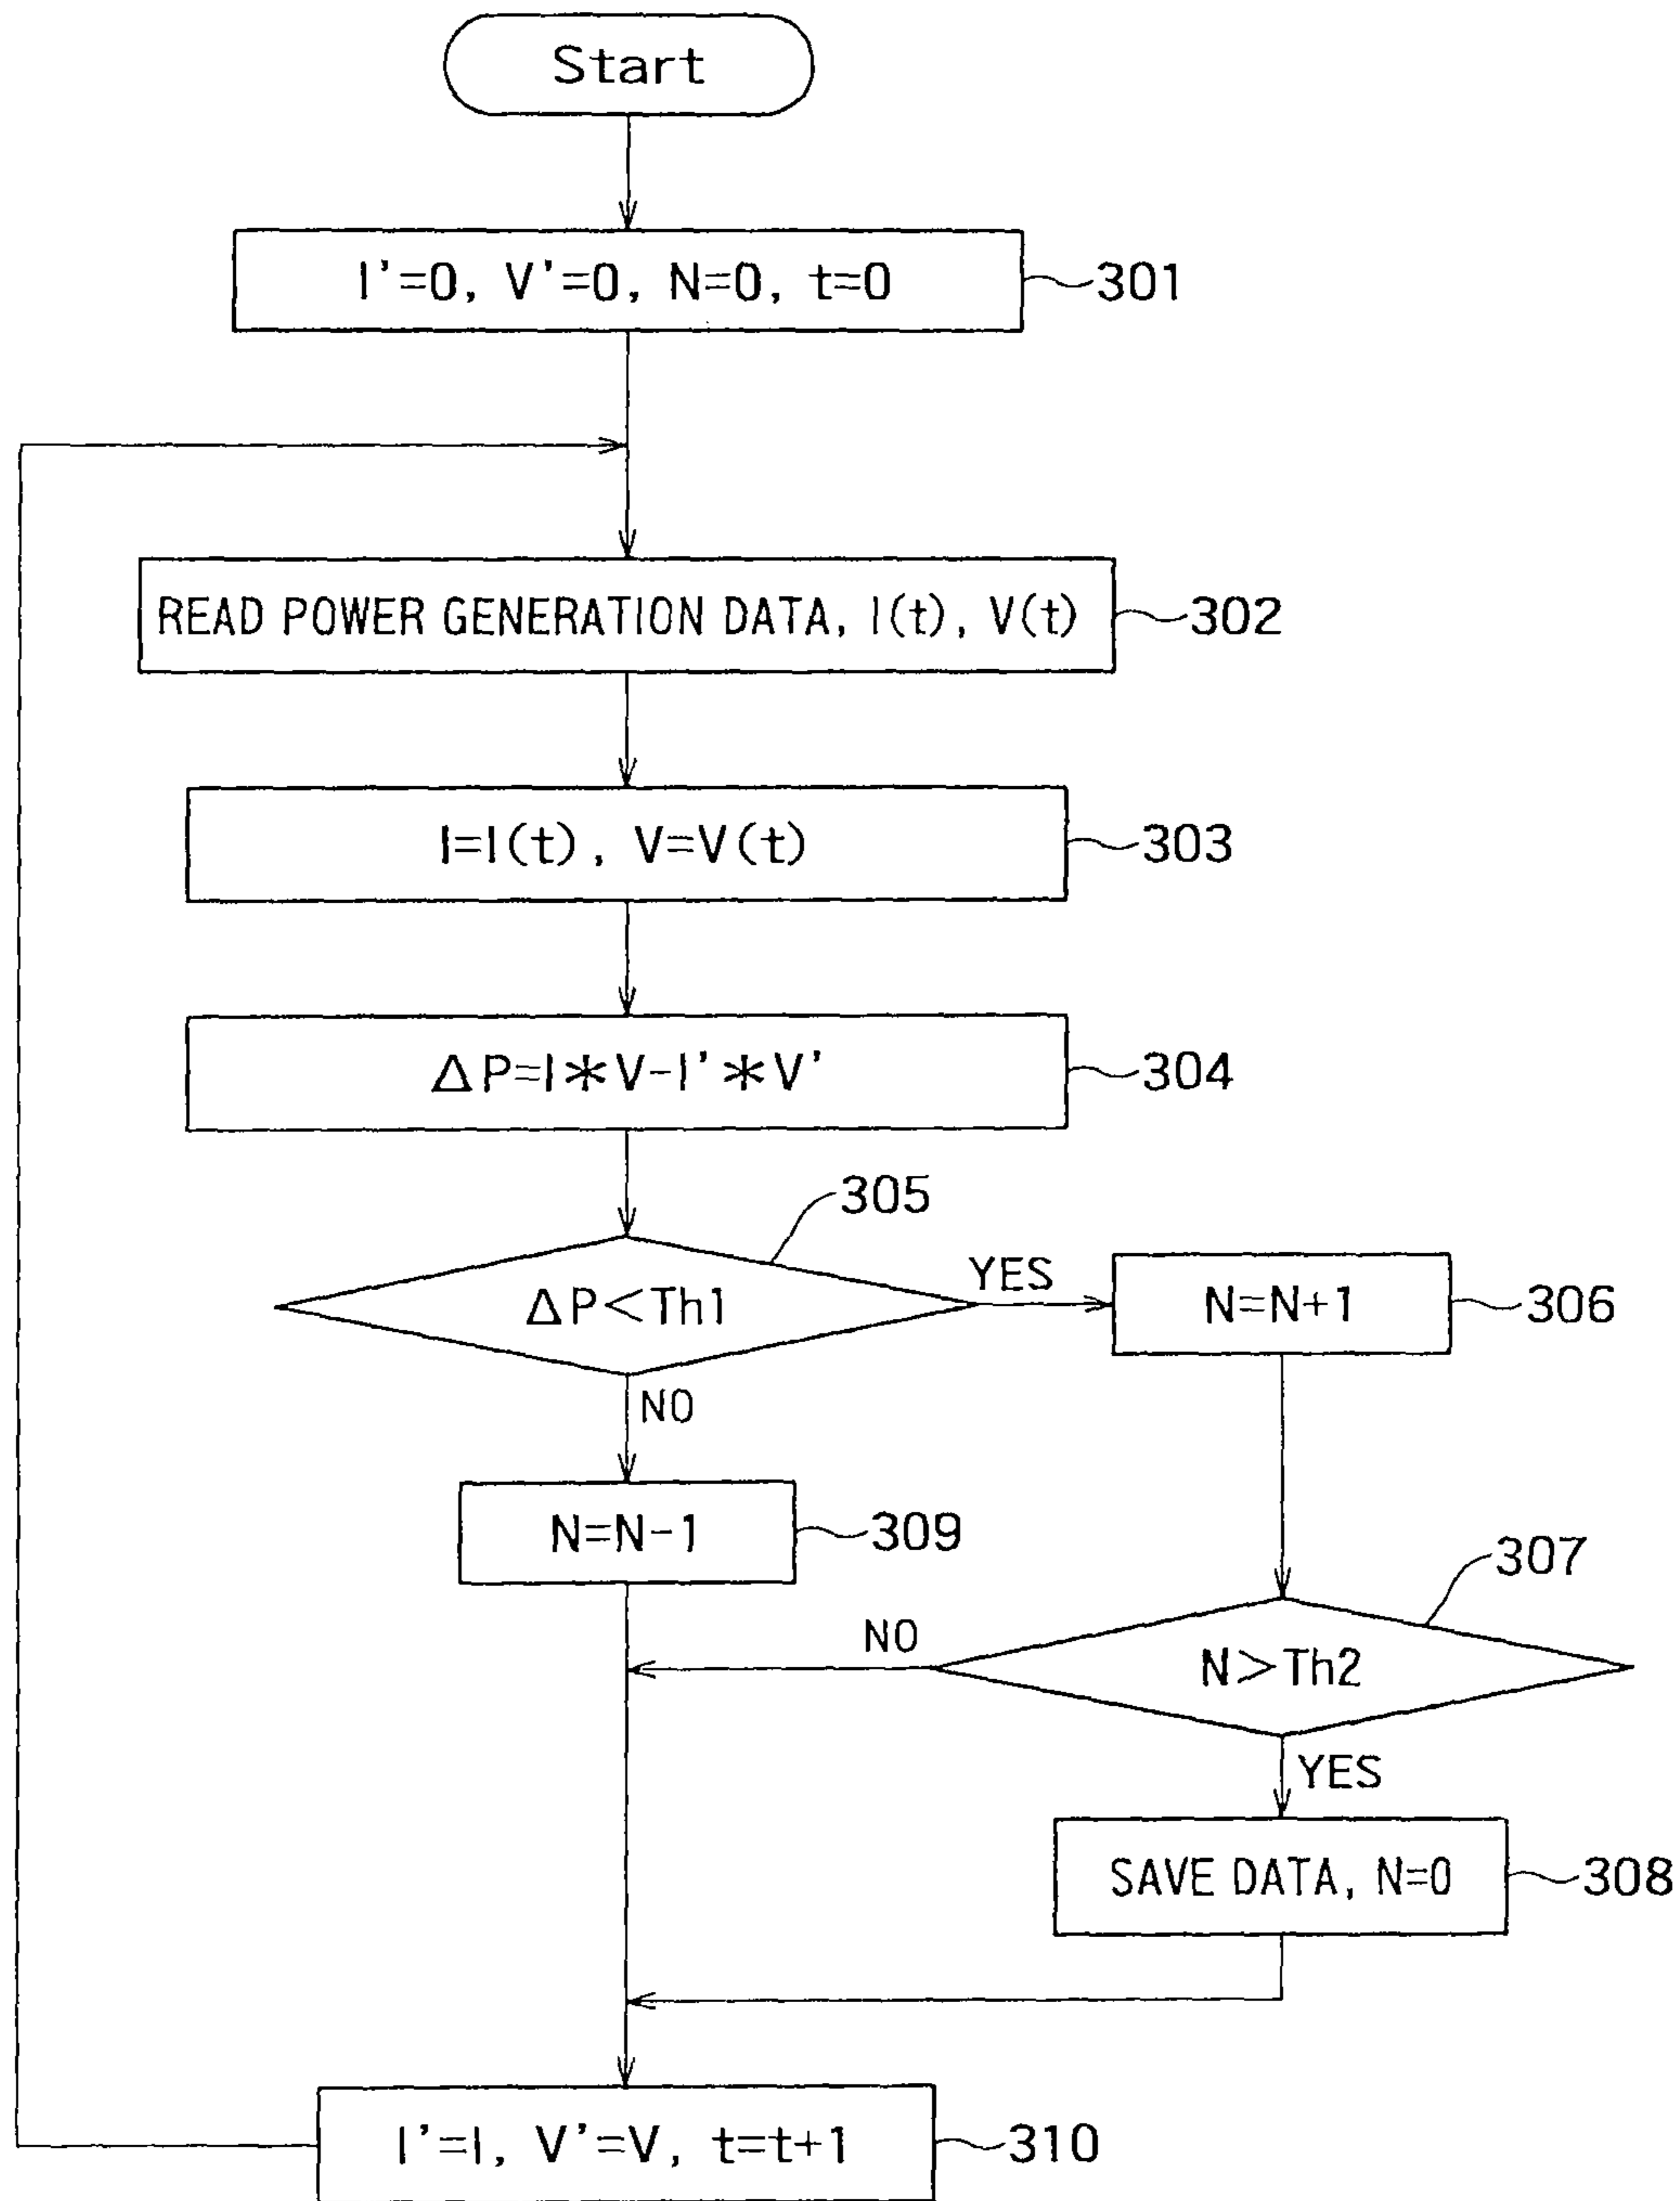 Start
I'=0, V'=0, N=0, t=0
301
READ POWER GENERATION DATA, I(t), V(t)
302
I=I(t), V=V(t)
303
ΔP=I*V-I'*V'
304
305
ΔP<Th1
YES
N=N+1
306
NO
N=N-1
309
307
N>Th2
NO
YES
SAVE DATA, N=0
308
I'=I, V'=V, t=t+1
310